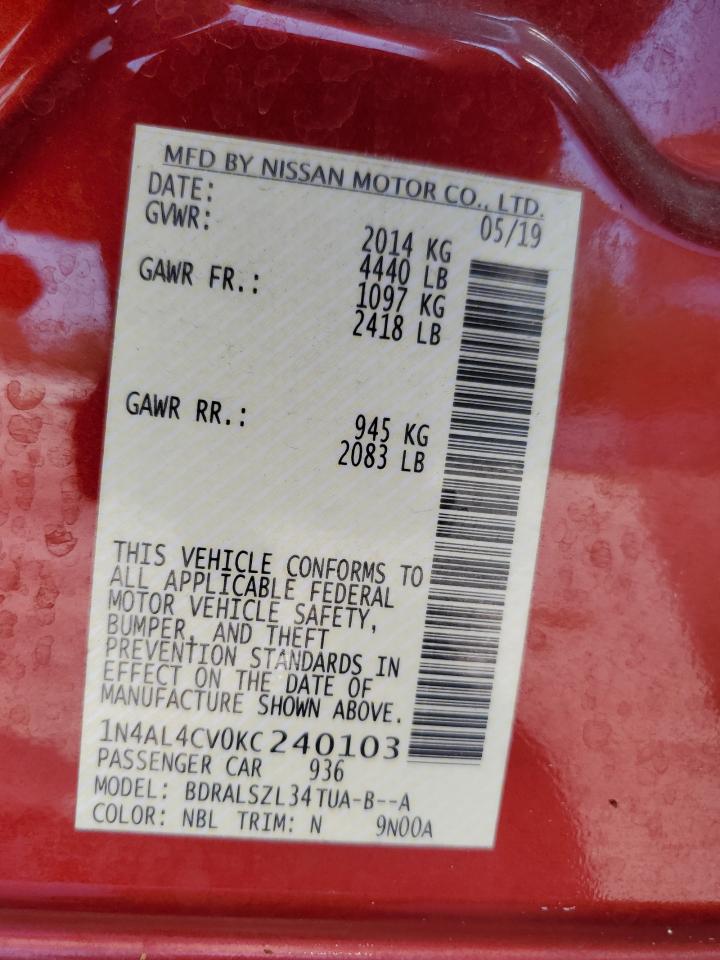 MFD BY NISSAN MOTOR CO., LTD.
DATE: 05/19
GVWR: 2014 KG
4440 LB
GAWR FR.: 1097 KG
2418 LB
GAWR RR.: 945 KG
2083 LB
THIS VEHICLE CONFORMS TO
ALL APPLICABLE FEDERAL
MOTOR VEHICLE SAFETY,
BUMPER, AND THEFT
PREVENTION STANDARDS IN
EFFECT ON THE DATE OF
MANUFACTURE SHOWN ABOVE.
1N4AL4CV0KC240103
PASSENGER CAR 936
MODEL: BDRALSZL34TUA-B--A
COLOR: NBL TRIM: N 9N00A